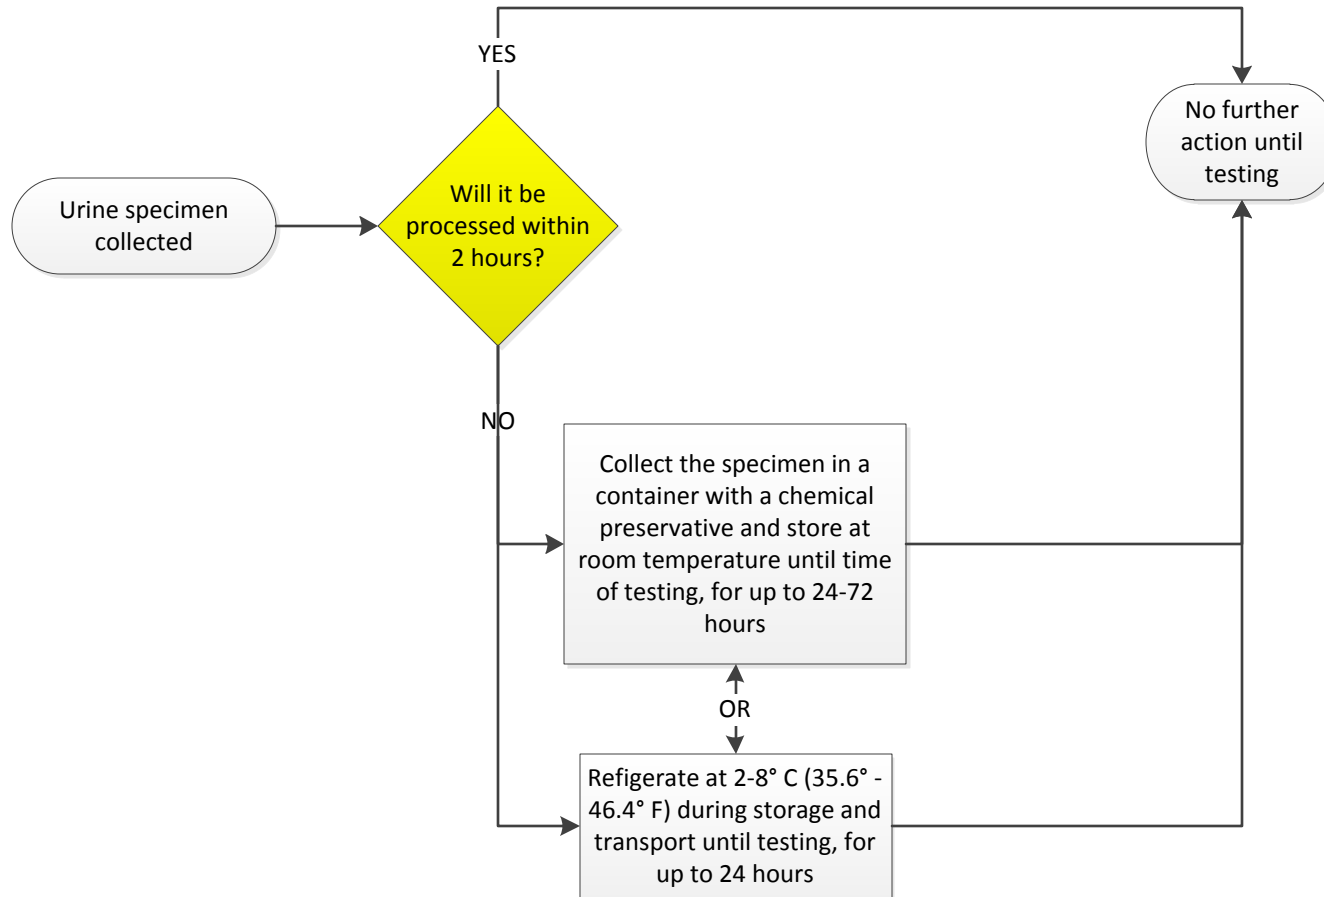 YES
No further
action until
testing
Urine specimen
collected
Will it be
processed within
2 hours?
NO
Collect the specimen in a
container with a chemical
preservative and store at
room temperature until time
of testing, for up to 24-72
hours
OR
Refigerate at 2-8° C (35.6° -
46.4° F) during storage and
transport until testing, for
up to 24 hours